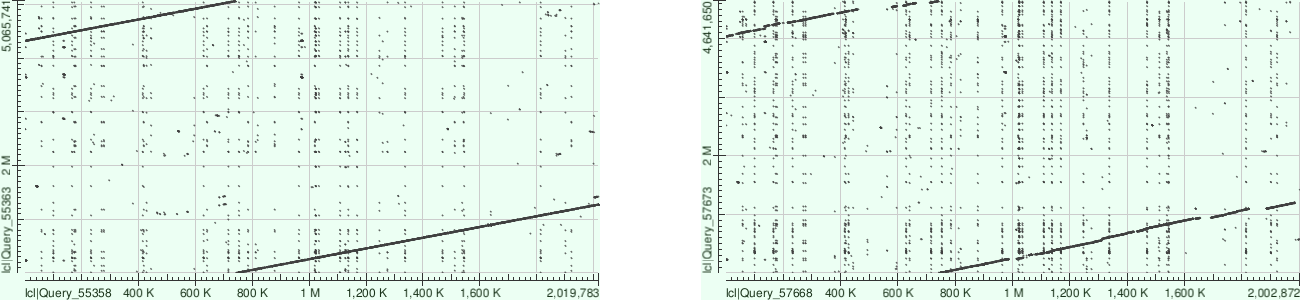 5,065,741
2 M
lcl|Query_55363
lcl|Query_55358 400 K 600 K 800 K 1 M 1,200 K 1,400 K 1,600 K 2,019,783
4,641,650
2 M
lcl|Query_57673
lcl|Query_57668 400 K 600 K 800 K 1 M 1,200 K 1,400 K 1,600 K 2,002,872